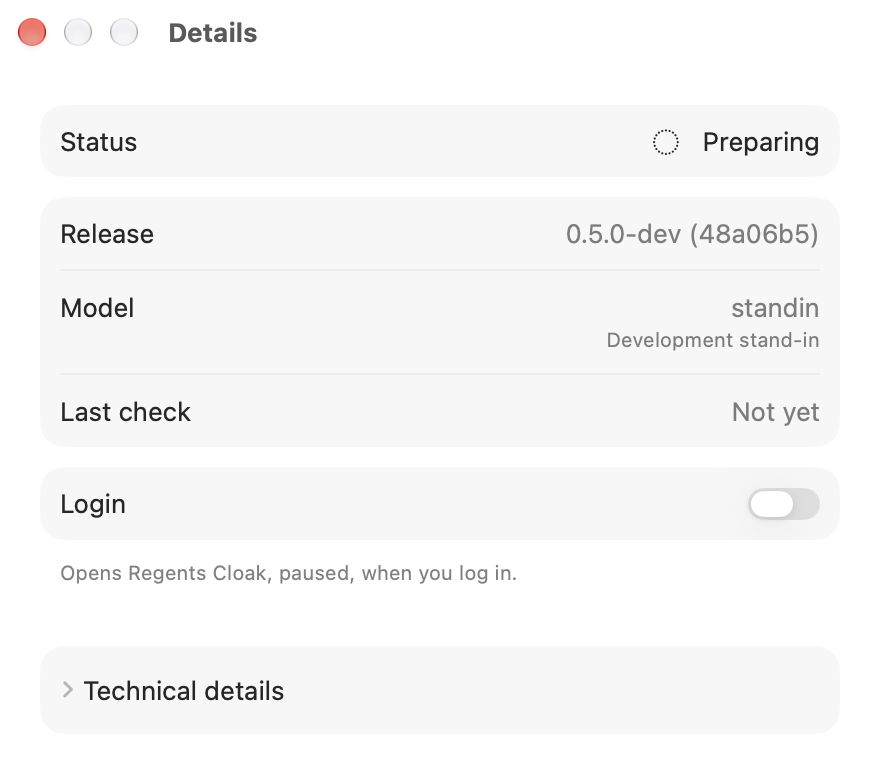 Details
Status Preparing
Release 0.5.0-dev (48a06b5)
Model standin
Development stand-in
Last check Not yet
Login
Opens Regents Cloak, paused, when you log in.
Technical details